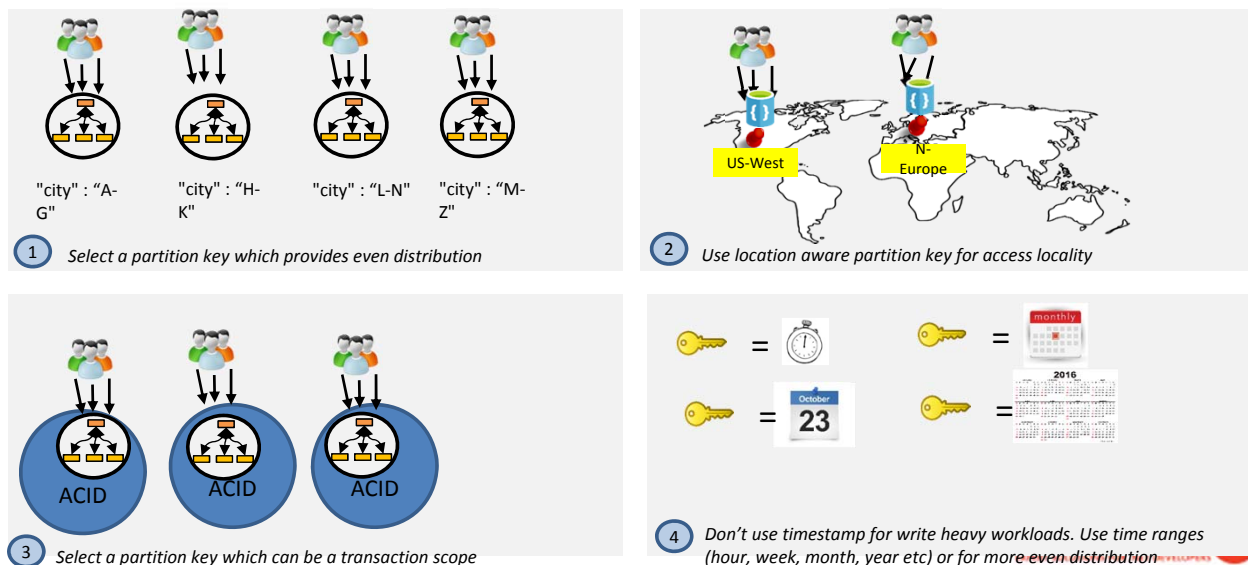 "city" : “A-
G"
"city" : “H-
K"
"city" : “L-N"
"city" : “M-
Z"
1
Select a partition key which provides even distribution
US-West
N-
Europe
2
Use location aware partition key for access locality
ACID
ACID
ACID
3
Select a partition key which can be a transaction scope
=
=
monthly
=
October
23
=
2016
4
Don’t use timestamp for write heavy workloads. Use time ranges
(hour, week, month, year etc) or for more even distribution
DEVELOPERS